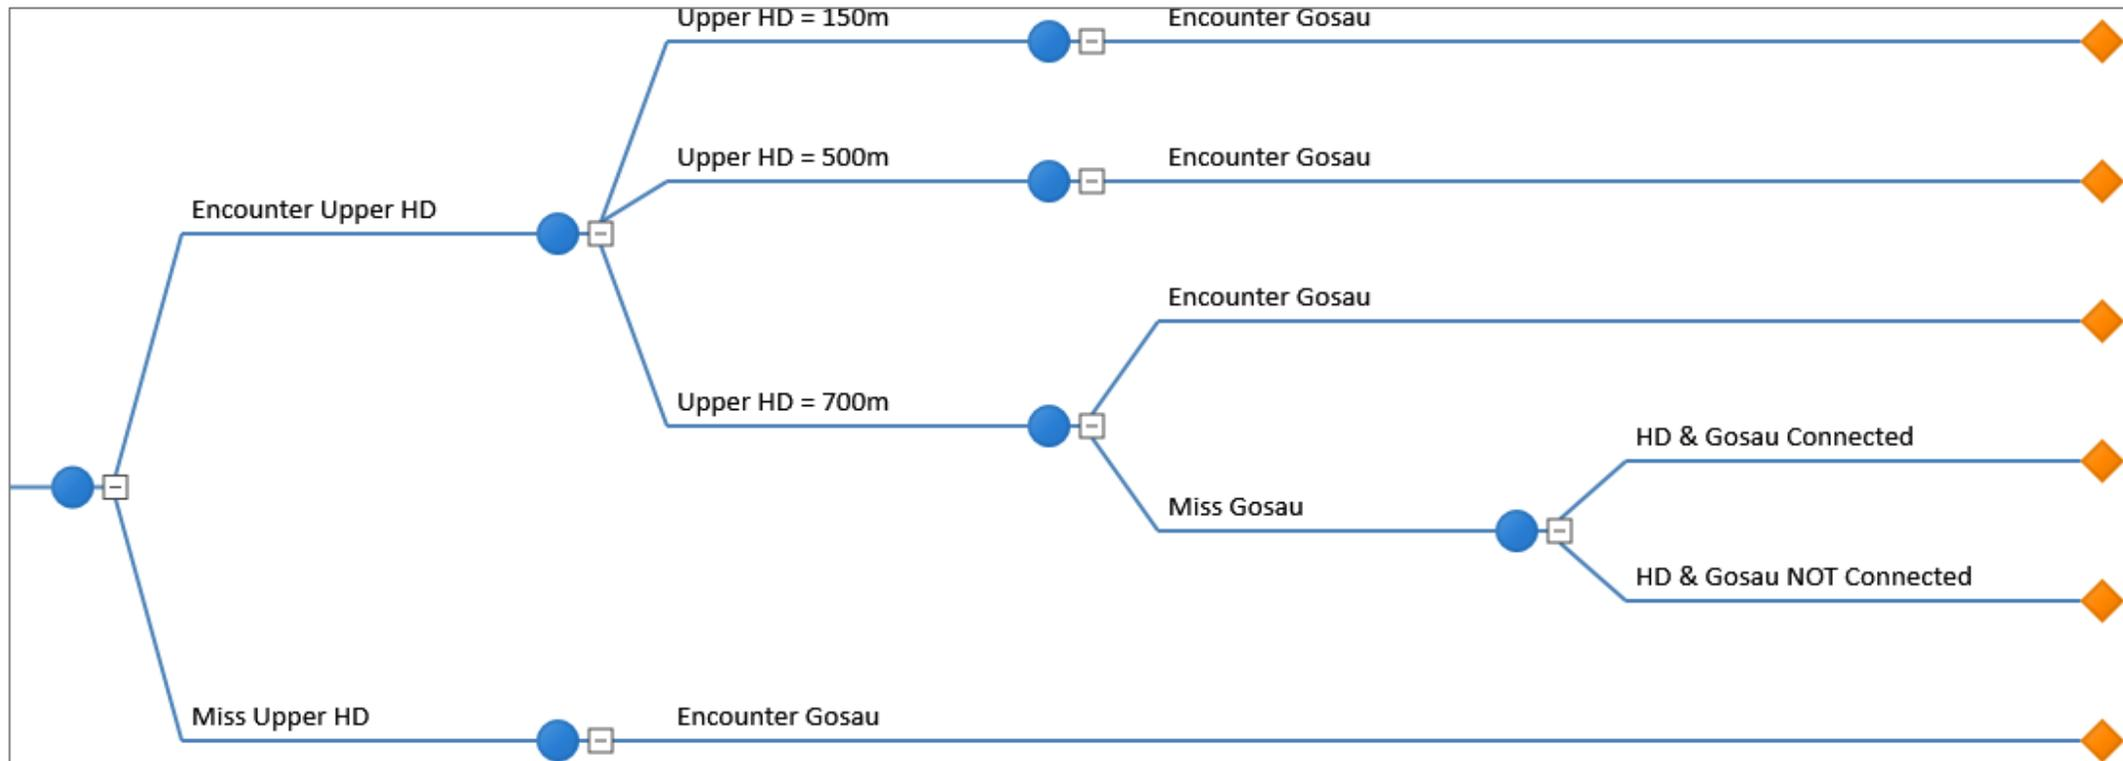 Upper HD = 150m
Encounter Gosau
Upper HD = 500m
Encounter Gosau
Encounter Upper HD
Encounter Gosau
Upper HD = 700m
HD & Gosau Connected
Miss Gosau
HD & Gosau NOT Connected
Miss Upper HD
Encounter Gosau